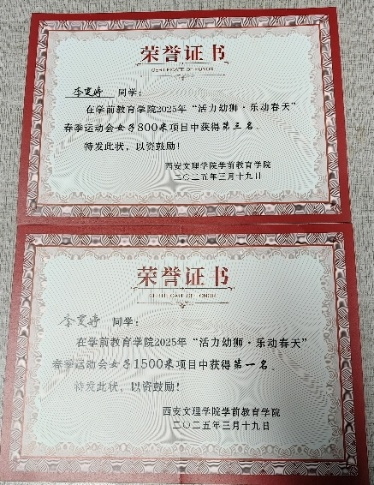 荣誉证书
CERTIFICATE OF HONOR
李雯婷 同学：
在学前教育学院2025年“活力幼狮·乐动春天”
春季运动会女子800米项目中获得第三名。
特发此状，以资鼓励！
西安文理学院学前教育学院
二〇二五年三月十九日
荣誉证书
CERTIFICATE OF HONOR
李雯婷 同学：
在学前教育学院2025年“活力幼狮·乐动春天”
春季运动会女子1500米项目中获得第一名。
特发此状，以资鼓励！
西安文理学院学前教育学院
二〇二五年三月十九日